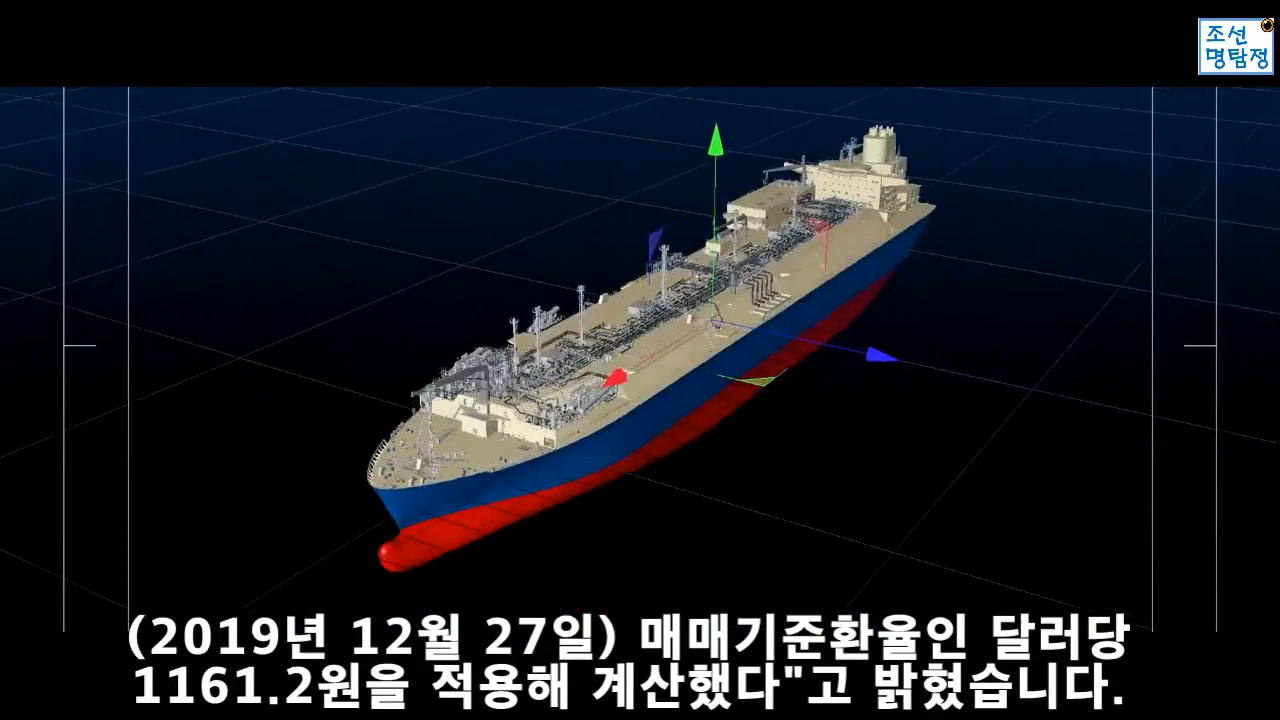 조선
명탐정
(2019년 12월 27일) 매매기준환율인 달러당
1161.2원을 적용해 계산했다"고 밝혔습니다.